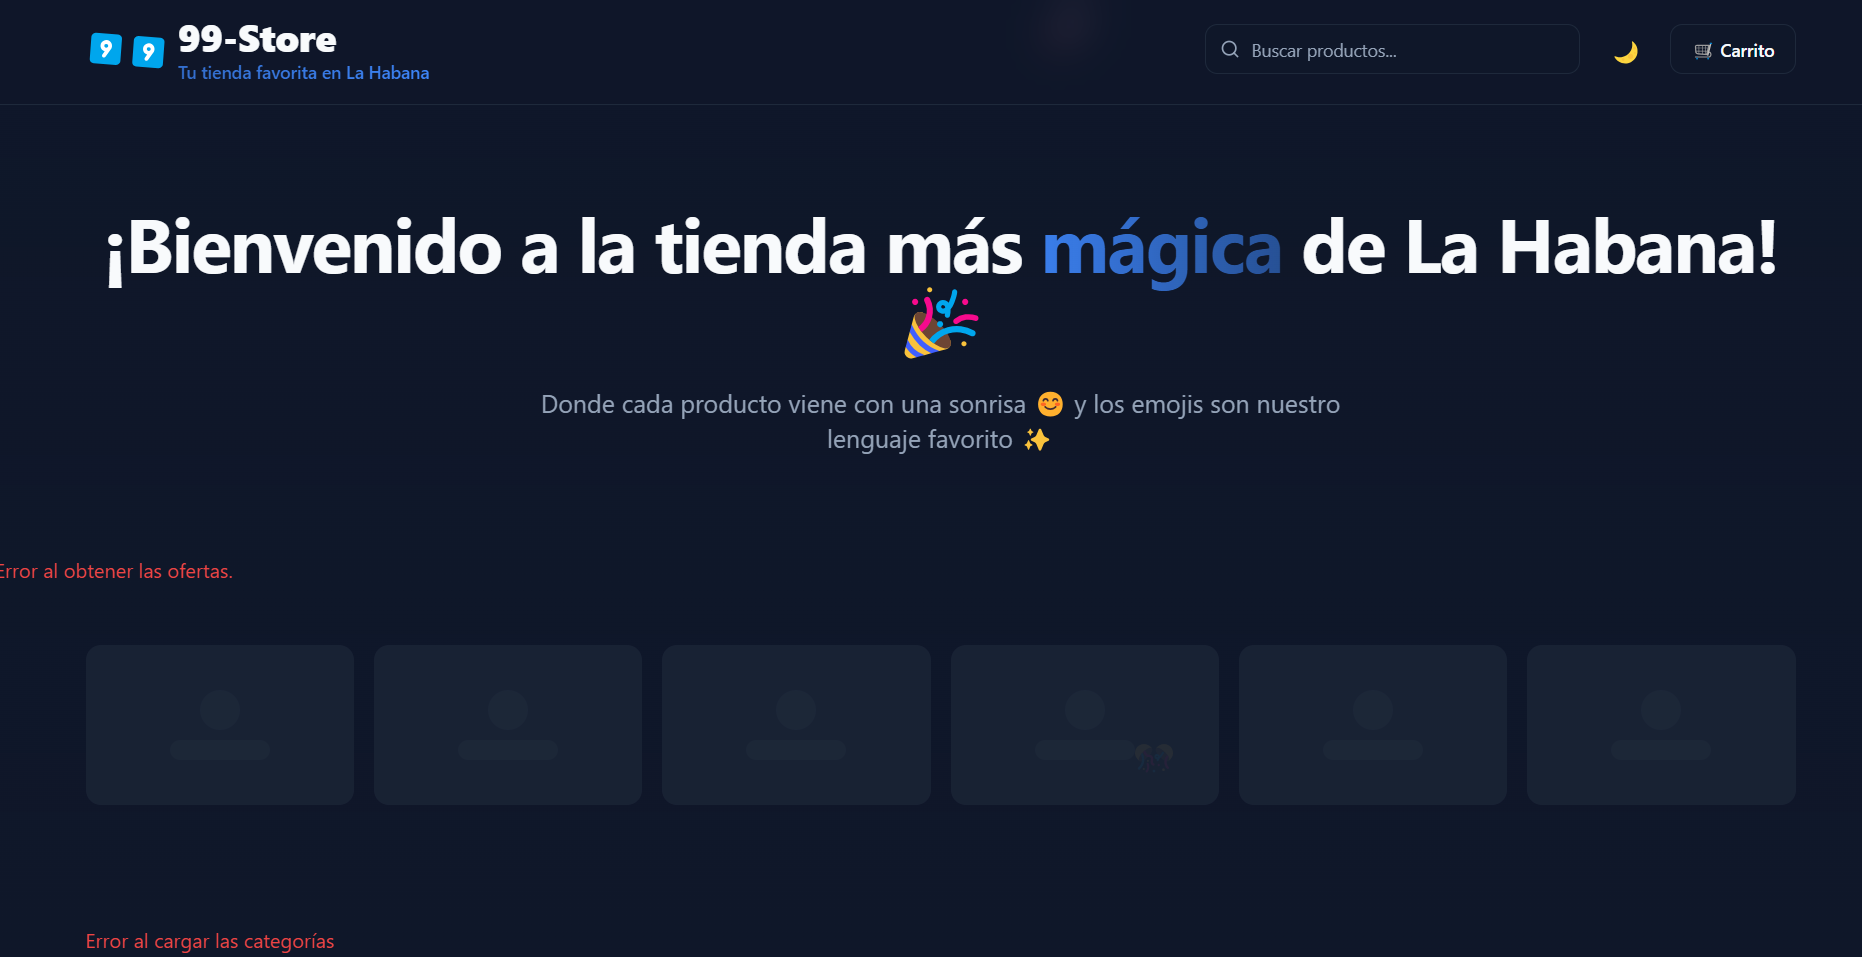 9 9 99-Store
Tu tienda favorita en La Habana
Buscar productos...
Carrito
¡Bienvenido a la tienda más mágica de La Habana!
Donde cada producto viene con una sonrisa 😊 y los emojis son nuestro
lenguaje favorito ✨
Error al obtener las ofertas.
Error al cargar las categorías